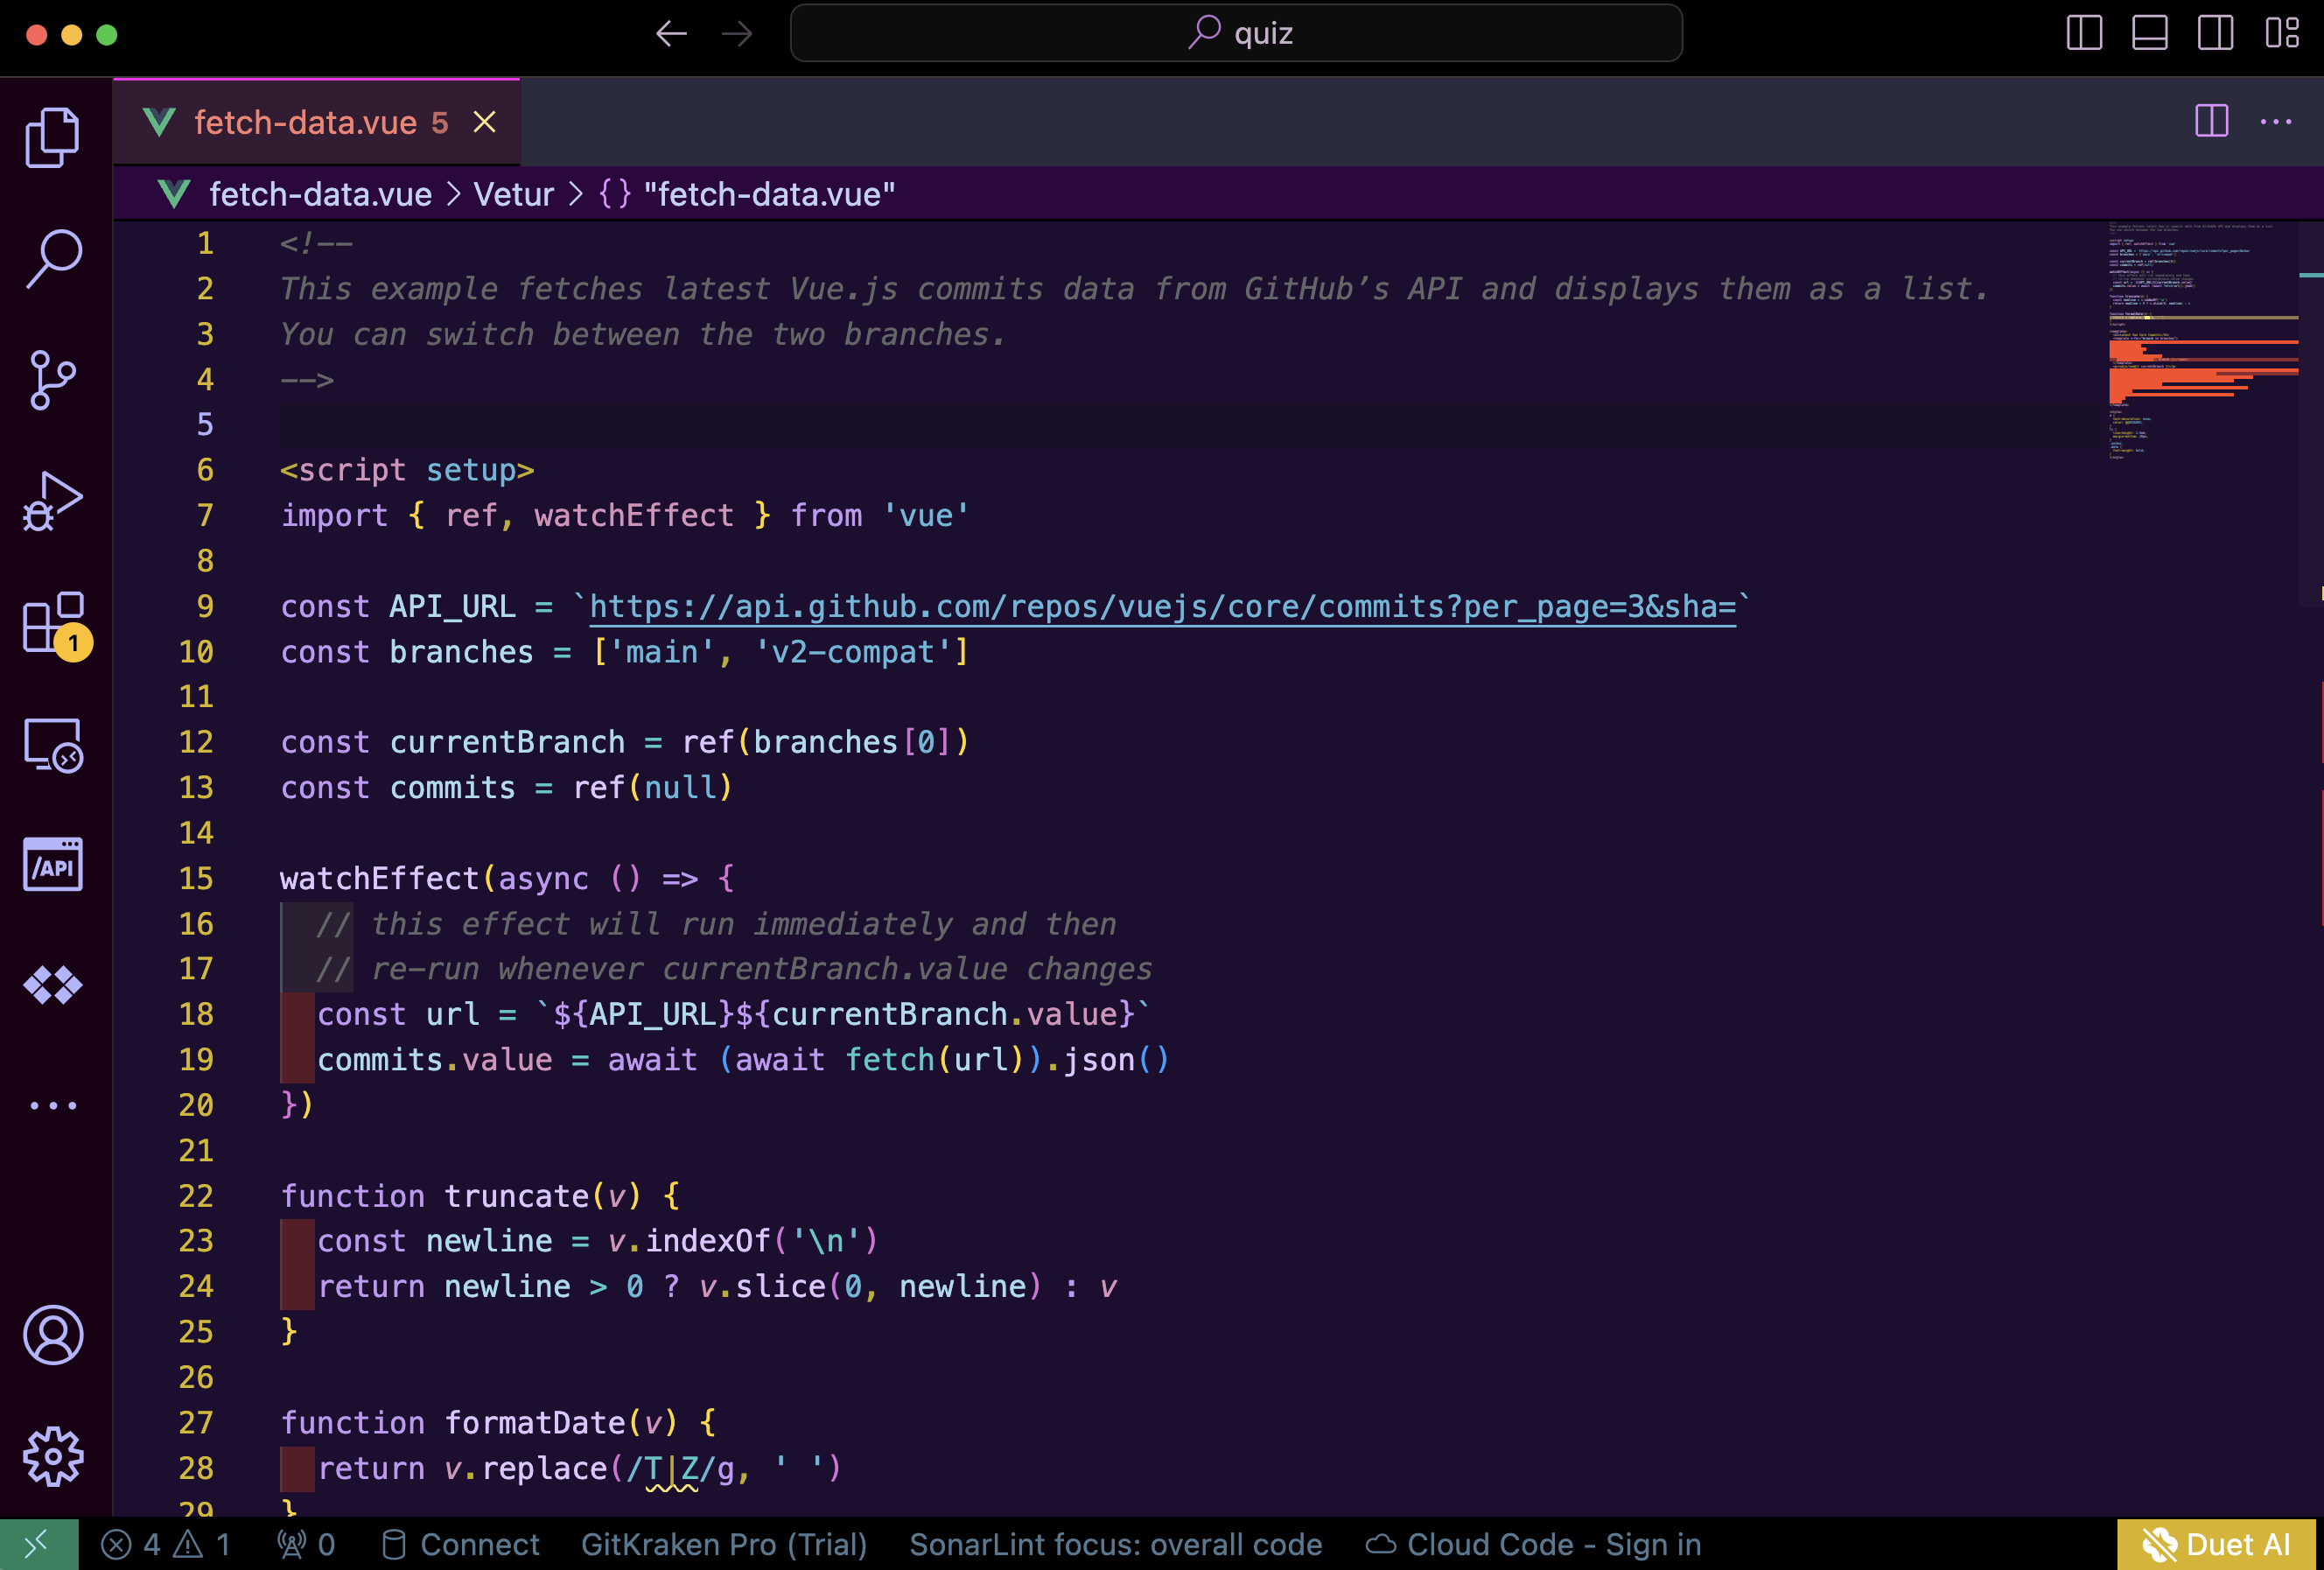 quiz
fetch-data.vue 5
fetch-data.vue > Vetur > {} "fetch-data.vue"
1 <!--
2 This example fetches latest Vue.js commits data from GitHub’s API and displays them as a list.
3 You can switch between the two branches.
4 -->
5
6 <script setup>
7 import { ref, watchEffect } from 'vue'
8
9 const API_URL = `https://api.github.com/repos/vuejs/core/commits?per_page=3&sha=`
10 const branches = ['main', 'v2-compat']
11
12 const currentBranch = ref(branches[0])
13 const commits = ref(null)
14
15 watchEffect(async () => {
16   // this effect will run immediately and then
17   // re-run whenever currentBranch.value changes
18   const url = `${API_URL}${currentBranch.value}`
19   commits.value = await (await fetch(url)).json()
20 })
21
22 function truncate(v) {
23   const newline = v.indexOf('\n')
24   return newline > 0 ? v.slice(0, newline) : v
25 }
26
27 function formatDate(v) {
28   return v.replace(/T|Z/g, ' ')
29 }
1
/API
4 1 0 Connect GitKraken Pro (Trial) SonarLint focus: overall code Cloud Code - Sign in Duet AI